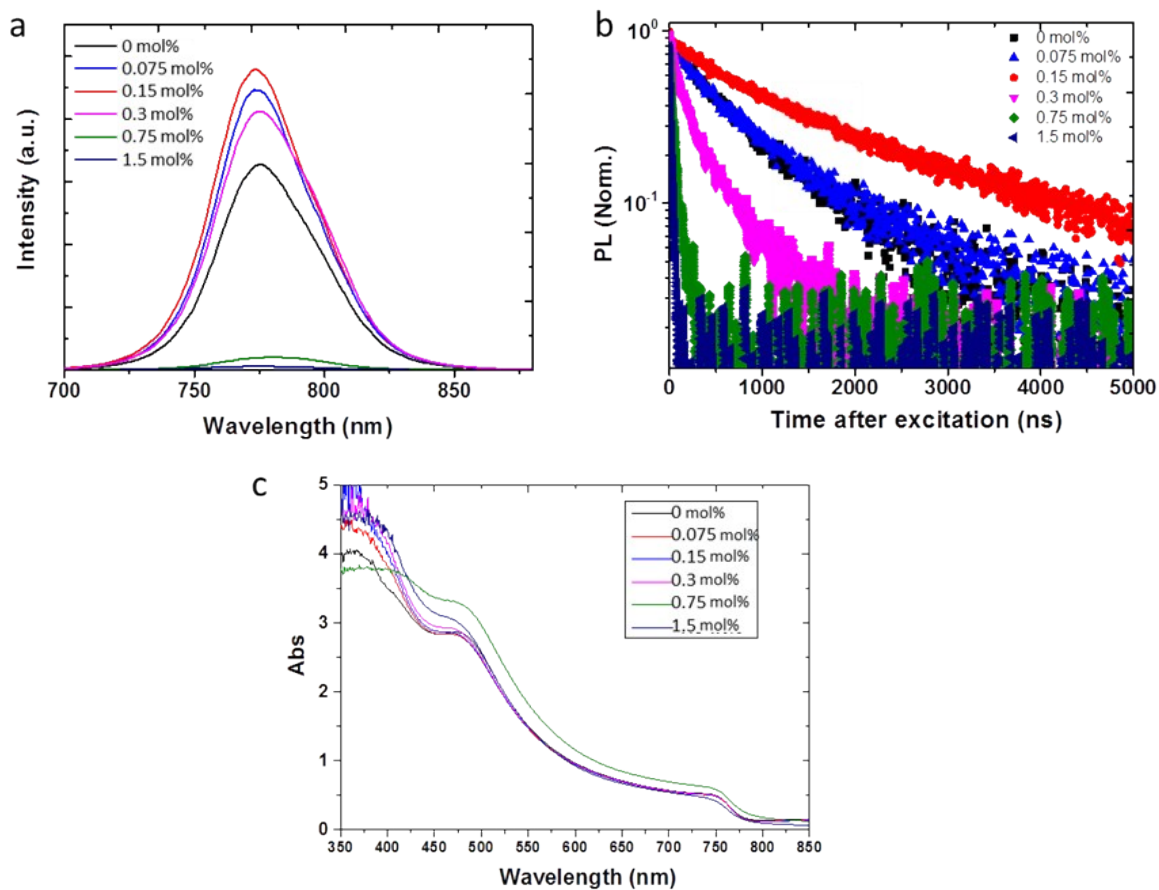 a
0 mol%
0.075 mol%
0.15 mol%
0.3 mol%
0.75 mol%
1.5 mol%
Intensity (a.u.)
700 750 800 850
Wavelength (nm)
b
10⁰
10⁻¹
0 mol%
0.075 mol%
0.15 mol%
0.3 mol%
0.75 mol%
1.5 mol%
PL (Norm.)
0 1000 2000 3000 4000 5000
Time after excitation (ns)
c
5
4
3
2
1
0
0 mol%
0.075 mol%
0.15 mol%
0.3 mol%
0.75 mol%
1.5 mol%
Abs
350 400 450 500 550 600 650 700 750 800 850
Wavelength (nm)